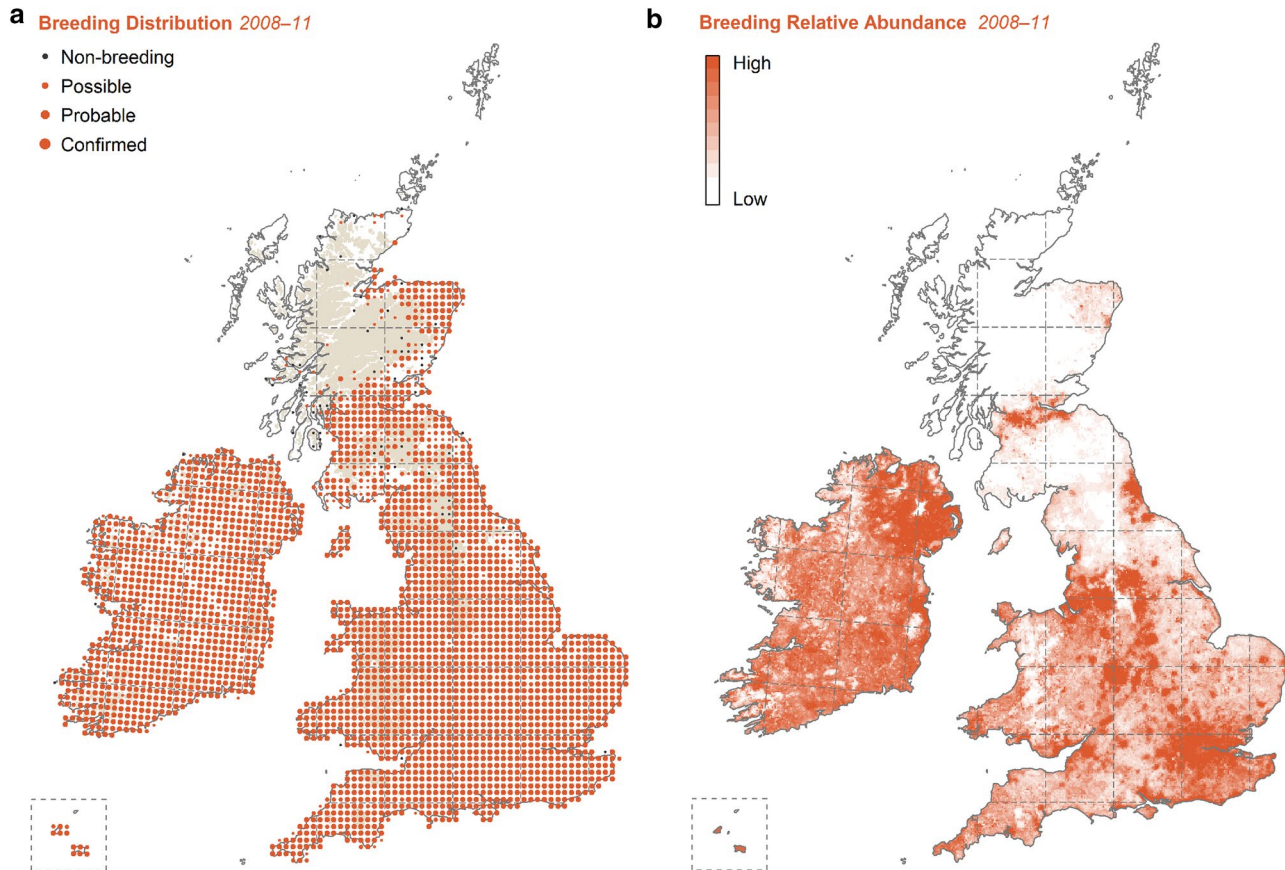 a Breeding Distribution 2008–11
Non-breeding
Possible
Probable
Confirmed
b Breeding Relative Abundance 2008–11
High
Low